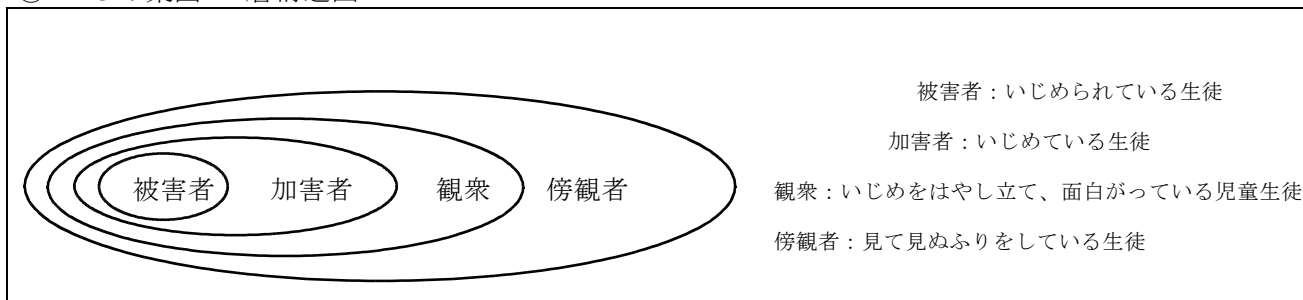 被害者：いじめられている生徒
加害者：いじめている生徒
被害者 加害者 観衆 傍観者
観衆：いじめをはやし立て、面白がっている児童生徒
傍観者：見て見ぬふりをしている生徒